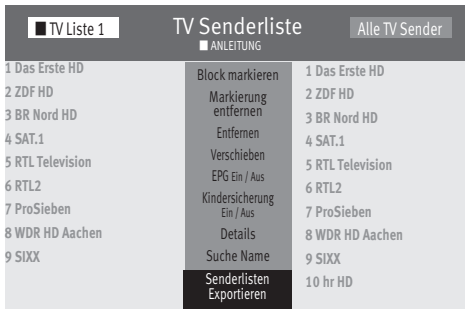 TV Liste 1
TV Senderliste
ANLEITUNG
Alle TV Sender
1 Das Erste HD
2 ZDF HD
3 BR Nord HD
4 SAT.1
5 RTL Television
6 RTL2
7 ProSieben
8 WDR HD Aachen
9 SIXX
Block markieren
Markierung
entfernen
Entfernen
Verschieben
EPG Ein / Aus
Kindersicherung
Ein / Aus
Details
Suche Name
Senderlisten
Exportieren
1 Das Erste HD
2 ZDF HD
3 BR Nord HD
4 SAT.1
5 RTL Television
6 RTL2
7 ProSieben
8 WDR HD Aachen
9 SIXX
10 hr HD